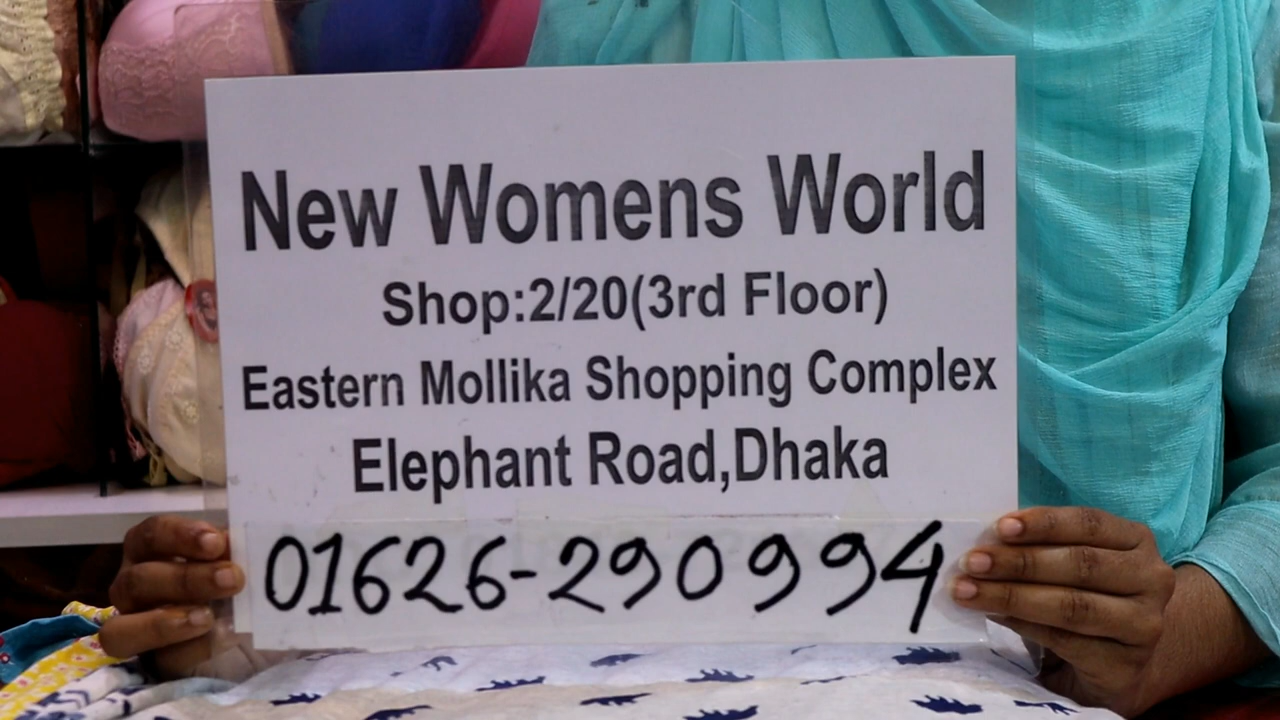 New Womens World
Shop:2/20(3rd Floor)
Eastern Mollika Shopping Complex
Elephant Road,Dhaka
01626-290994